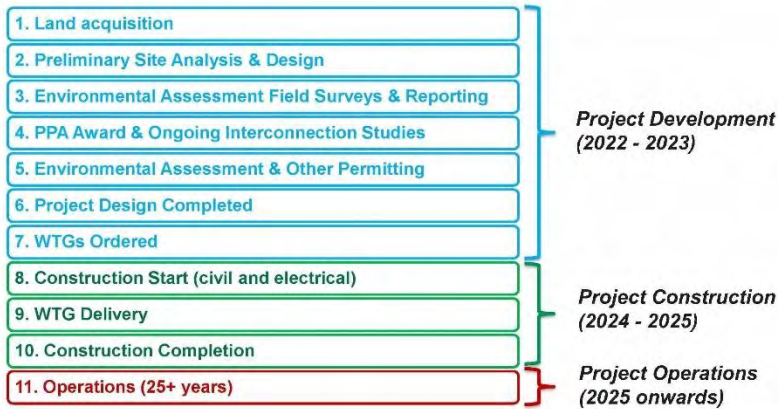 1. Land acquisition
2. Preliminary Site Analysis & Design
3. Environmental Assessment Field Surveys & Reporting
4. PPA Award & Ongoing Interconnection Studies
5. Environmental Assessment & Other Permitting
6. Project Design Completed
7. WTGs Ordered
Project Development
(2022 - 2023)
8. Construction Start (civil and electrical)
9. WTG Delivery
10. Construction Completion
Project Construction
(2024 - 2025)
11. Operations (25+ years)
Project Operations
(2025 onwards)